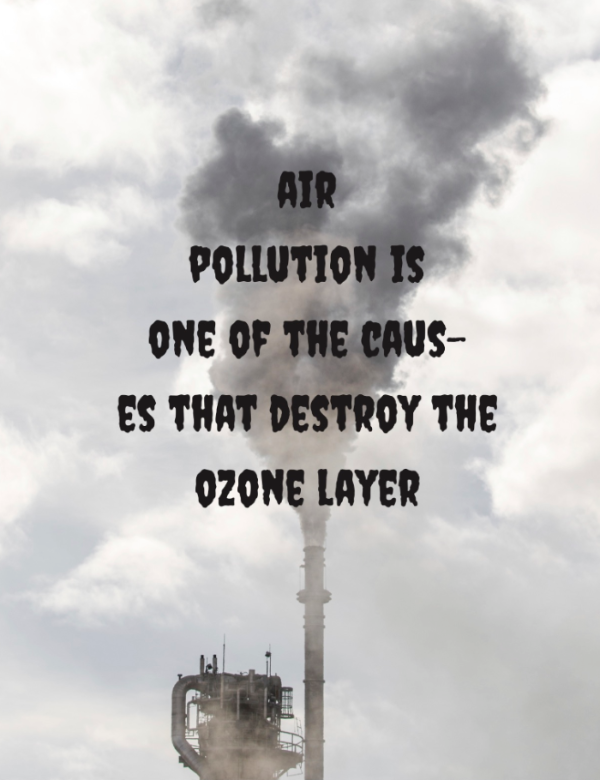 AIR
POLLUTION IS
ONE OF THE CAUS-
ES THAT DESTROY THE
OZONE LAYER